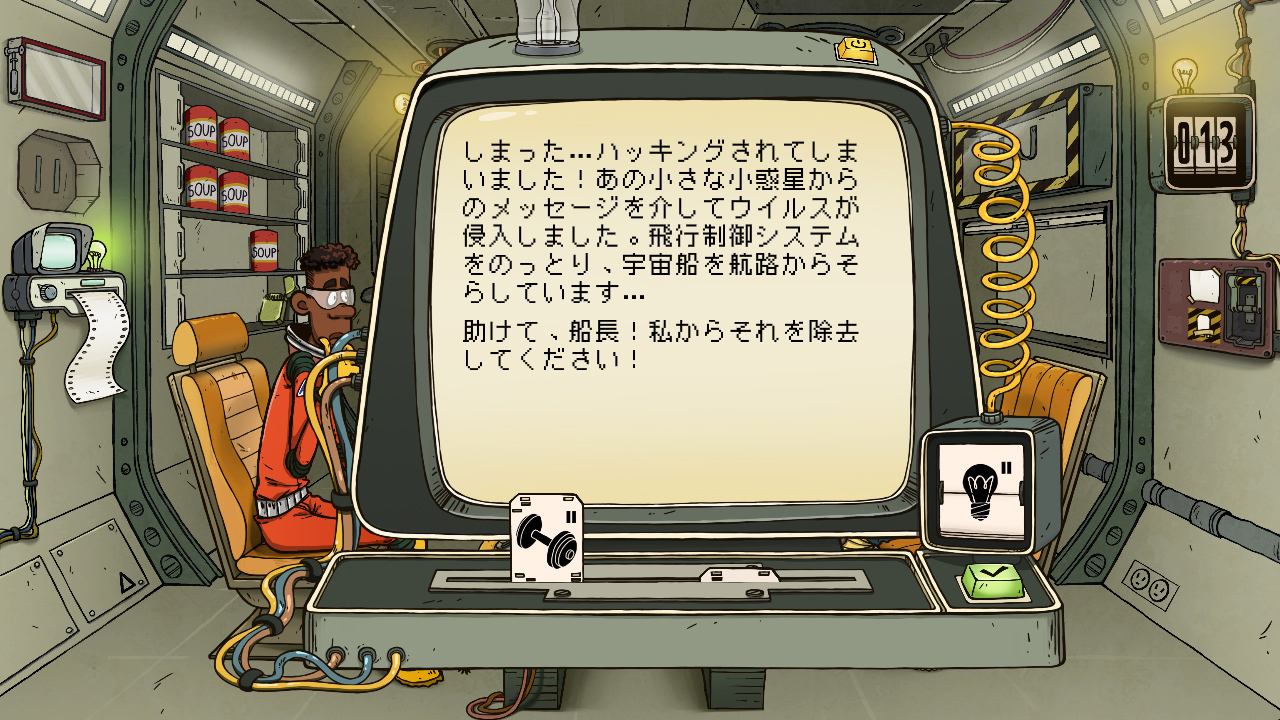 しまった…ハッキングされてしま
いました！あの小さな小惑星から
のメッセージを介してウイルスが
侵入しました。飛行制御システム
をのっとり、宇宙船を航路からそ
らしています…
助けて、船長！私からそれを除去
してください！
SOUP
SOUP
SOUP
SOUP
SOUP
013